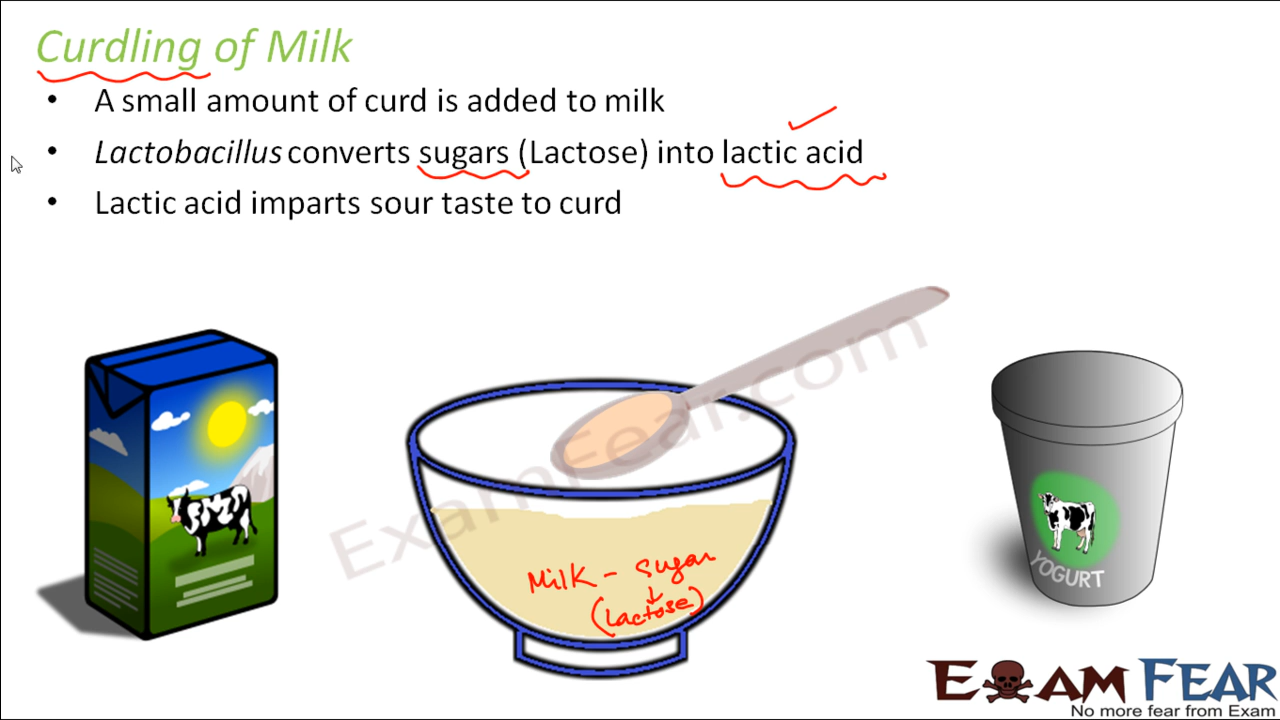 Curdling of Milk
• A small amount of curd is added to milk
• Lactobacillus converts sugars (Lactose) into lactic acid
• Lactic acid imparts sour taste to curd
ExamFear.com
Milk - sugar
(Lactose)
YOGURT
EXAM FEAR
No more fear from Exam